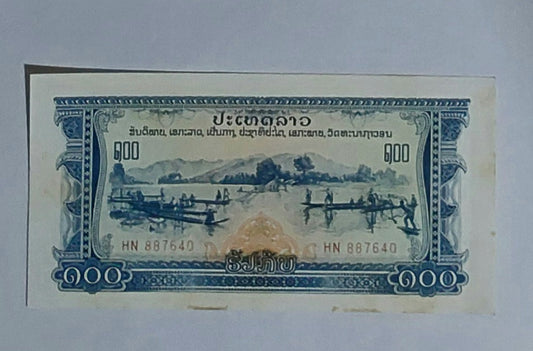 ປະເທດລາວ
ສັນຕິພາບ, ເອກະລາດ, ເປັນກາງ, ປະຊາທິປະໄຕ, ເອກະພາບ, ວັດທະນາຖາວອນ
໑໐໐ ໑໐໐
HN 887640 HN 887640
໑໐໐ ໑໐໐